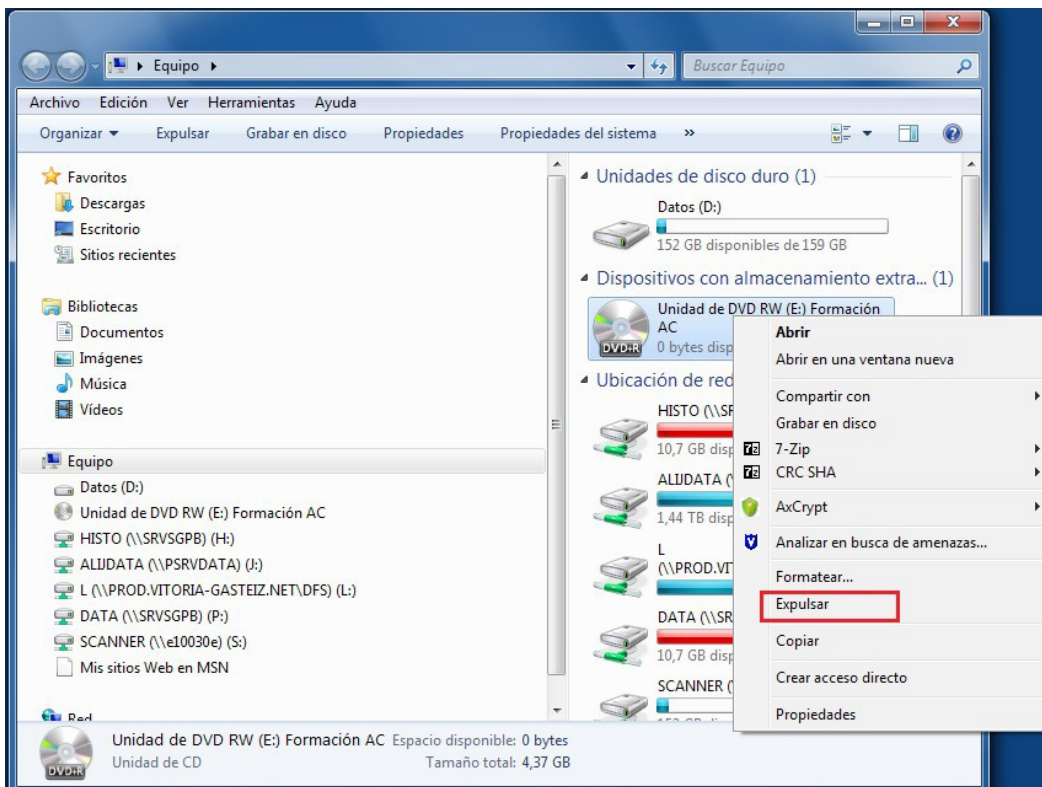 Equipo
Buscar Equipo
Archivo Edición Ver Herramientas Ayuda
Organizar Expulsar Grabar en disco Propiedades Propiedades del sistema »
Favoritos
Descargas
Escritorio
Sitios recientes
Bibliotecas
Documentos
Imágenes
Música
Vídeos
Equipo
Datos (D:)
Unidad de DVD RW (E:) Formación AC
HISTO (\\SRVSGPB) (H:)
ALIJDATA (\\PSRVDATA) (J:)
L (\\PROD.VITORIA-GASTEIZ.NET\DFS) (L:)
DATA (\\SRVSGPB) (P:)
SCANNER (\\e10030e) (S:)
Mis sitios Web en MSN
Red
Unidades de disco duro (1)
Datos (D:)
152 GB disponibles de 159 GB
Dispositivos con almacenamiento extra... (1)
Unidad de DVD RW (E:) Formación
AC
0 bytes disp
DVD+R
Ubicación de red
HISTO (\\SR
10,7 GB disp
ALIJDATA (
1,44 TB disp
L
(\\PROD.VIT
DATA (\\SR
10,7 GB disp
SCANNER (
Abrir
Abrir en una ventana nueva
Compartir con
Grabar en disco
7-Zip
CRC SHA
AxCrypt
Analizar en busca de amenazas...
Formatear...
Expulsar
Copiar
Crear acceso directo
Propiedades
Unidad de DVD RW (E:) Formación AC Espacio disponible: 0 bytes
Unidad de CD Tamaño total: 4,37 GB
DVD+R